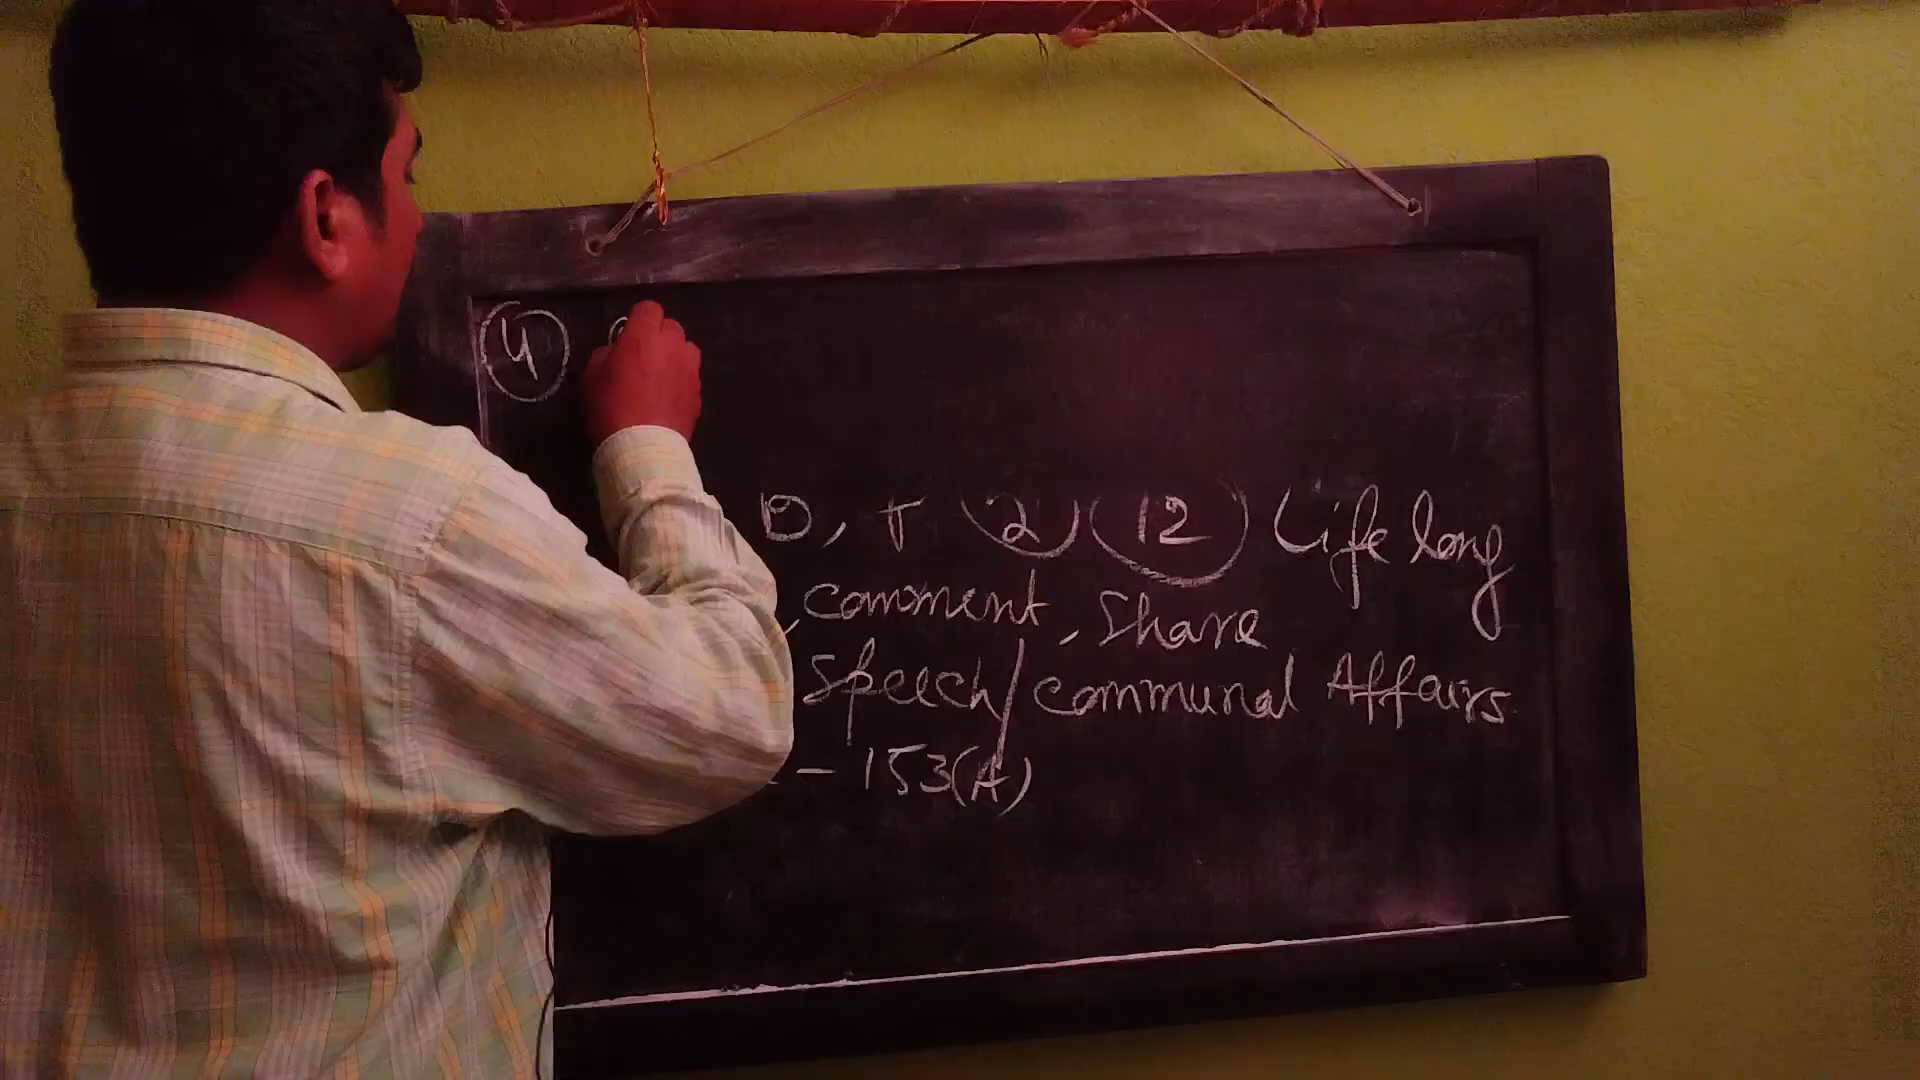 4
D, T 2 12 Life long
, comment, Share
Speech/communal Affairs
- 153(A)